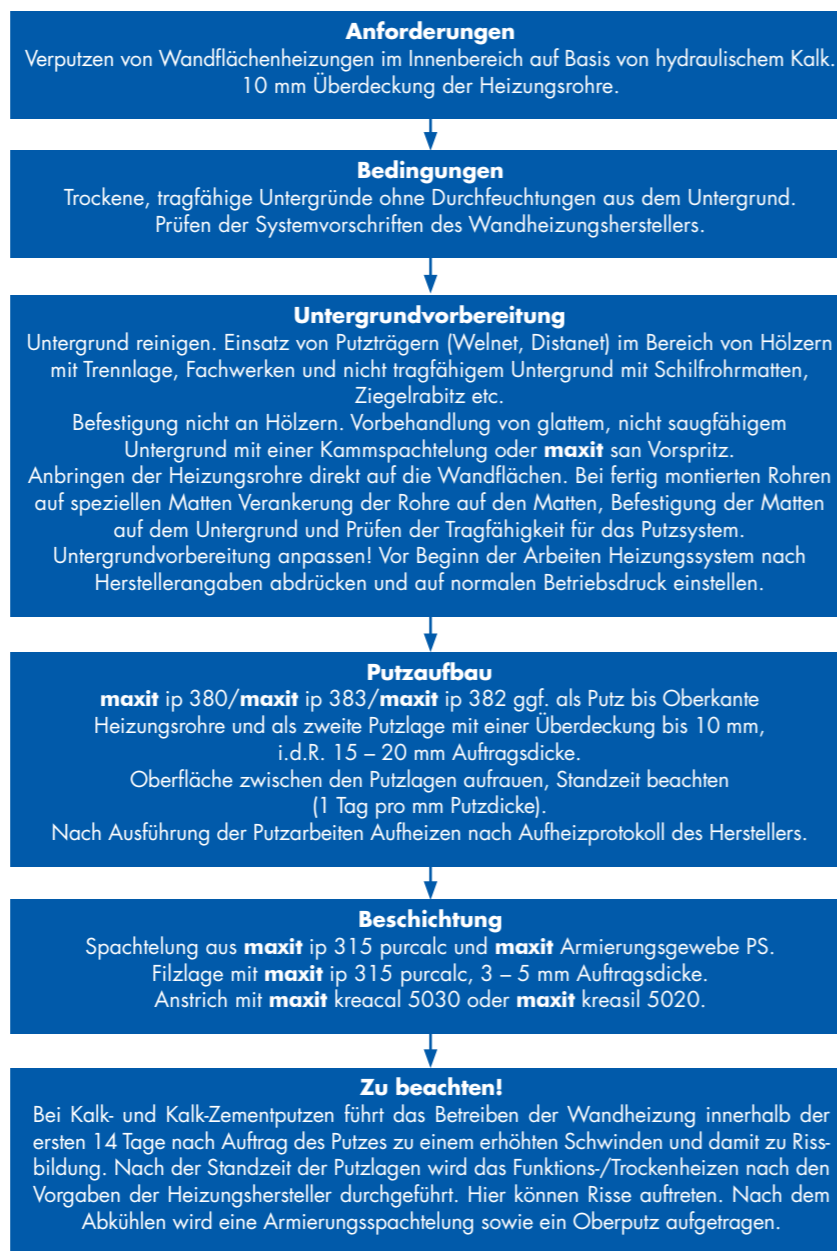 Anforderungen
Verputzen von Wandflächenheizungen im Innenbereich auf Basis von hydraulischem Kalk.
10 mm Überdeckung der Heizungsrohre.
Bedingungen
Trockene, tragfähige Untergründe ohne Durchfeuchtungen aus dem Untergrund.
Prüfen der Systemvorschriften des Wandheizungsherstellers.
Untergrundvorbereitung
Untergrund reinigen. Einsatz von Putzträgern (Welnet, Distanet) im Bereich von Hölzern
mit Trennlage, Fachwerken und nicht tragfähigem Untergrund mit Schilfrohrmatten,
Ziegelrabitz etc.
Befestigung nicht an Hölzern. Vorbehandlung von glattem, nicht saugfähigem
Untergrund mit einer Kammspachtelung oder maxit san Vorspritz.
Anbringen der Heizungsrohre direkt auf die Wandflächen. Bei fertig montierten Rohren
auf speziellen Matten Verankerung der Rohre auf den Matten, Befestigung der Matten
auf dem Untergrund und Prüfen der Tragfähigkeit für das Putzsystem.
Untergrundvorbereitung anpassen! Vor Beginn der Arbeiten Heizungssystem nach
Herstellerangaben abdrücken und auf normalen Betriebsdruck einstellen.
Putzaufbau
maxit ip 380/maxit ip 383/maxit ip 382 ggf. als Putz bis Oberkante
Heizungsrohre und als zweite Putzlage mit einer Überdeckung bis 10 mm,
i.d.R. 15 – 20 mm Auftragsdicke.
Oberfläche zwischen den Putzlagen aufrauen, Standzeit beachten
(1 Tag pro mm Putzdicke).
Nach Ausführung der Putzarbeiten Aufheizen nach Aufheizprotokoll des Herstellers.
Beschichtung
Spachtelung aus maxit ip 315 purcalc und maxit Armierungsgewebe PS.
Filzlage mit maxit ip 315 purcalc, 3 – 5 mm Auftragsdicke.
Anstrich mit maxit kreacal 5030 oder maxit kreasil 5020.
Zu beachten!
Bei Kalk- und Kalk-Zementputzen führt das Betreiben der Wandheizung innerhalb der
ersten 14 Tage nach Auftrag des Putzes zu einem erhöhten Schwinden und damit zu Riss-
bildung. Nach der Standzeit der Putzlagen wird das Funktions-/Trockenheizen nach den
Vorgaben der Heizungshersteller durchgeführt. Hier können Risse auftreten. Nach dem
Abkühlen wird eine Armierungsspachtelung sowie ein Oberputz aufgetragen.